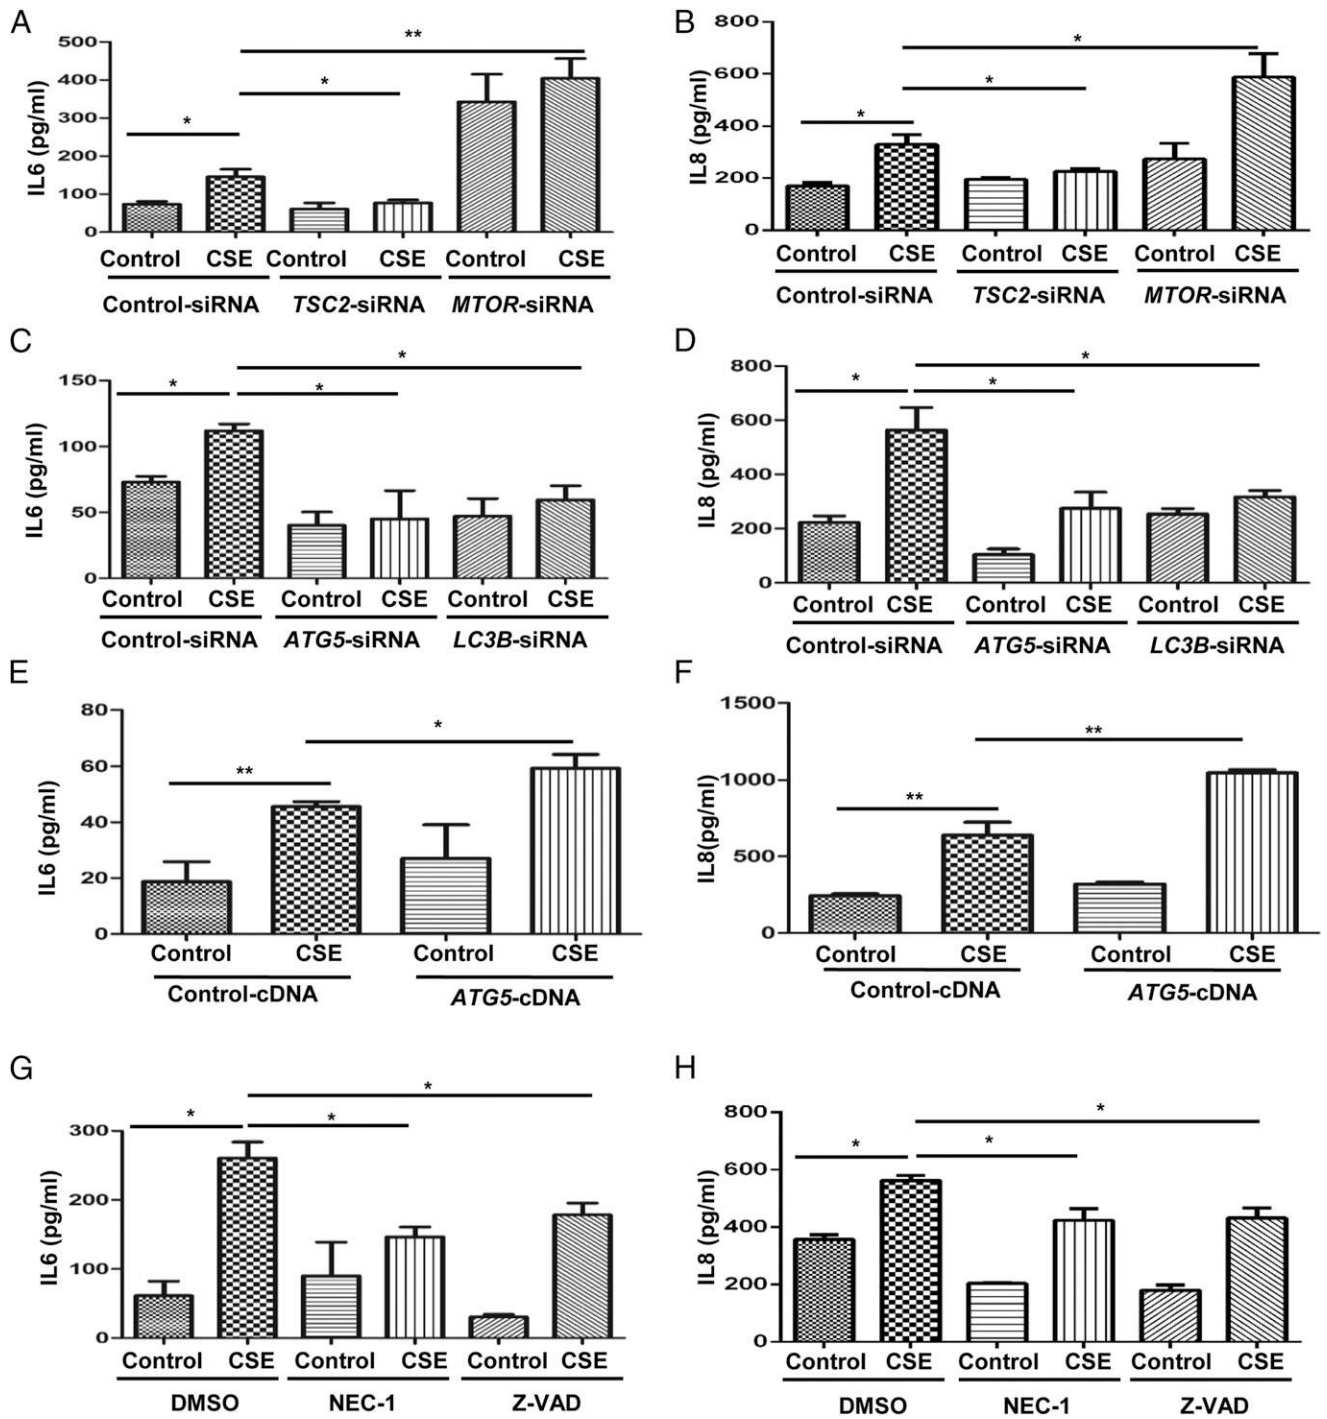 A
B
**
*
*
500
400
300
200
100
0
IL6 (pg/ml)
Control CSE Control CSE Control CSE
Control-siRNA TSC2-siRNA MTOR-siRNA
*
*
*
800
600
400
200
0
IL8 (pg/ml)
Control CSE Control CSE Control CSE
Control-siRNA TSC2-siRNA MTOR-siRNA
C
D
*
*
*
150
100
50
0
IL6 (pg/ml)
Control CSE Control CSE Control CSE
Control-siRNA ATG5-siRNA LC3B-siRNA
*
*
*
800
600
400
200
0
IL8 (pg/ml)
Control CSE Control CSE Control CSE
Control-siRNA ATG5-siRNA LC3B-siRNA
E
F
*
**
80
60
40
20
0
IL6 (pg/ml)
Control CSE Control CSE
Control-cDNA ATG5-cDNA
**
**
1500
1000
500
0
IL8(pg/ml)
Control CSE Control CSE
Control-cDNA ATG5-cDNA
G
H
*
*
*
300
200
100
0
IL6 (pg/ml)
Control CSE Control CSE Control CSE
DMSO NEC-1 Z-VAD
*
*
*
800
600
400
200
0
IL8 (pg/ml)
Control CSE Control CSE Control CSE
DMSO NEC-1 Z-VAD